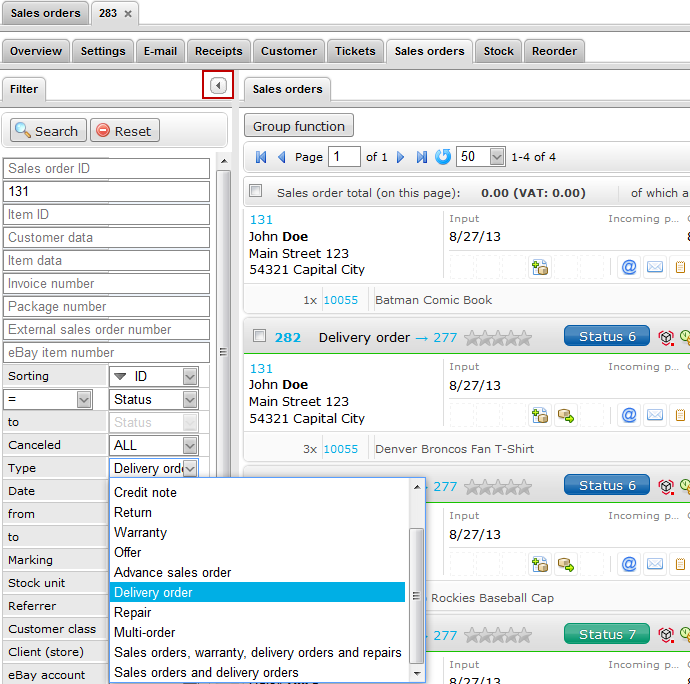 Sales orders 283
Overview Settings E-mail Receipts Customer Tickets Sales orders Stock Reorder
Filter
Sales orders
Search Reset
Group function
Page 1 of 1 50 1-4 of 4
Sales order ID
131
Item ID
Customer data
Item data
Invoice number
Package number
External sales order number
eBay item number
Sorting ID
= Status
to Status
Canceled ALL
Type Delivery orde
Date
from
to
Marking
Stock unit
Referrer
Customer class
Client (store)
eBay account
Credit note
Return
Warranty
Offer
Advance sales order
Delivery order
Repair
Multi-order
Sales orders, warranty, delivery orders and repairs
Sales orders and delivery orders
Sales order total (on this page): 0.00 (VAT: 0.00) of which a
131 Input Incoming p...
John Doe 8/27/13
Main Street 123
54321 Capital City
1x 10055 Batman Comic Book
282 Delivery order → 277 Status 6
131 Input Incoming p...
John Doe 8/27/13
Main Street 123
54321 Capital City
3x 10055 Denver Broncos Fan T-Shirt
277 Status 6
Input Incoming p...
8/27/13
Rockies Baseball Cap
277 Status 7
Input Incoming p...
8/27/13